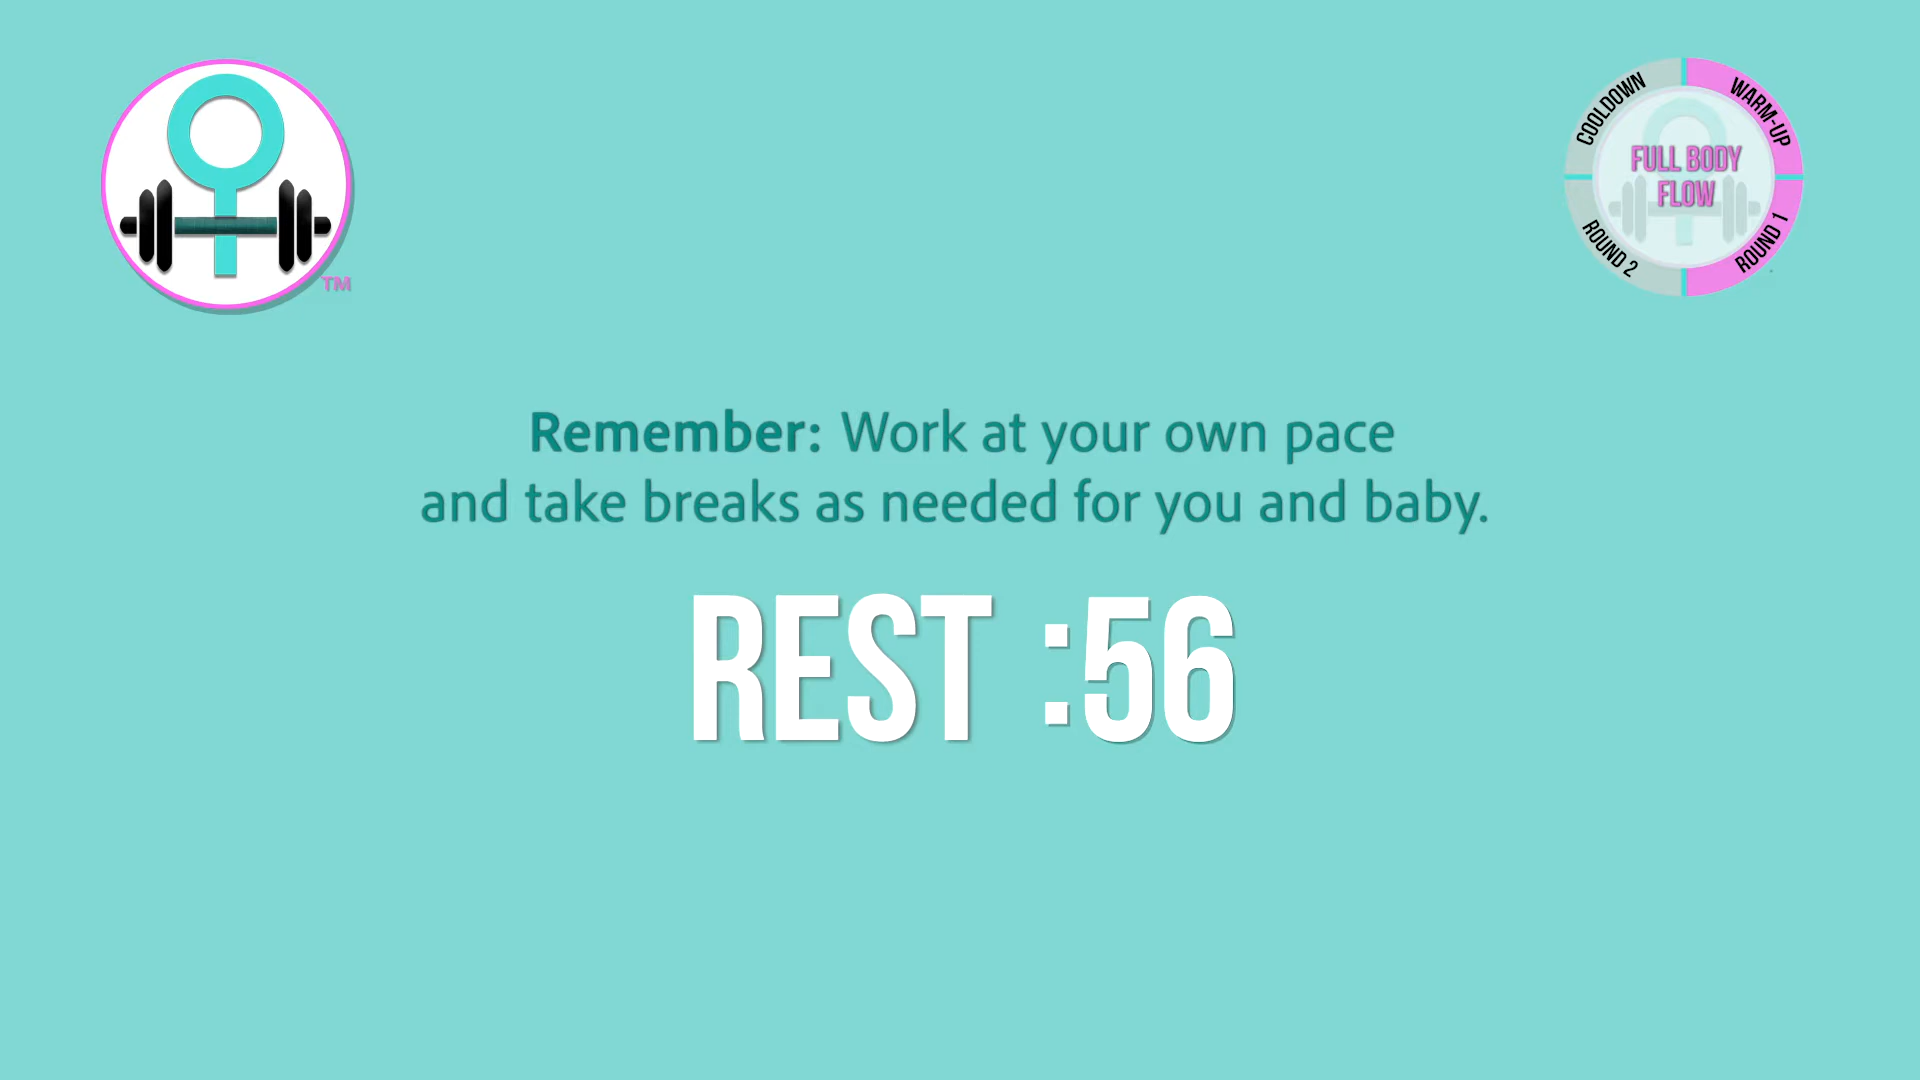 TM
COOLDOWN
WARM-UP
FULL BODY
FLOW
ROUND 2
ROUND 1
Remember: Work at your own pace
and take breaks as needed for you and baby.
REST :56